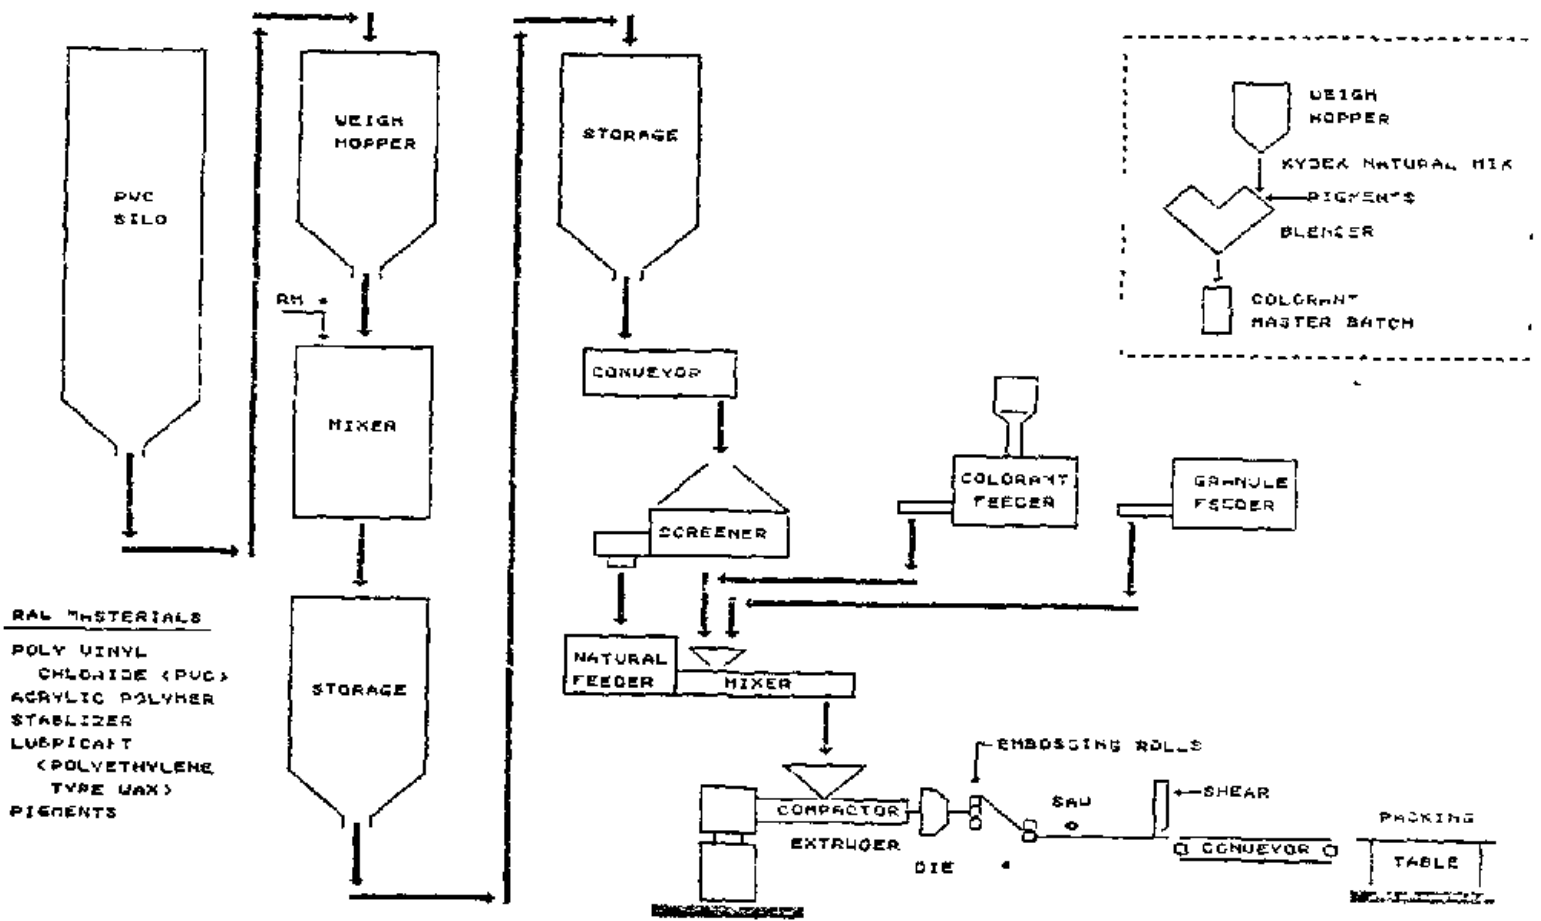 PVC
SILO
WEIGH
HOPPER
RM *
MIXER
STORAGE
STORAGE
CONVEYOR
SCREENER
COLORANT
FEEDER
GRANULE
FEEDER
NATURAL
FEEDER
MIXER
COMPACTOR
EXTRUDER
DIE
EMBOSSING ROLLS
SAW
SHEAR
CONVEYOR
PACKING
TABLE
WEIGH
HOPPER
KYDEX NATURAL MIX
PIGMENTS
BLENDER
COLORANT
MASTER BATCH
RAL MASTERIALS
POLY VINYL
CHLORIDE (PVC)
ACRYLIC POLYMER
STABLIZER
LUBRICANT
(POLYETHYLENE
TYPE WAX)
PIGMENTS